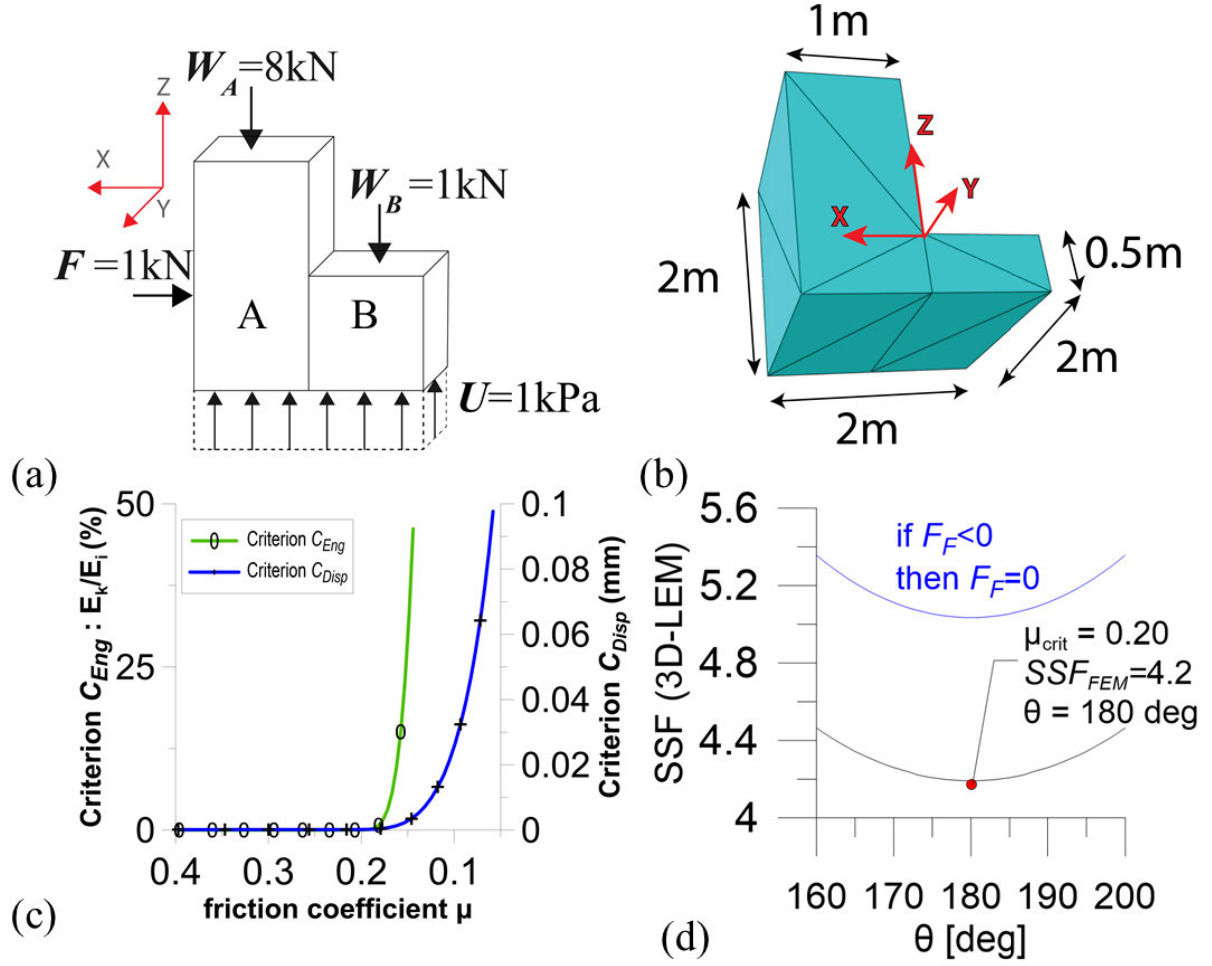 W_A=8kN
Z
X
Y
W_B=1kN
F=1kN
A
B
U=1kPa
(a)
1m
Z
Y
X
0.5m
2m
2m
2m
(b)
50
25
0
Criterion C_Eng : E_k/E_i (%)
Criterion C_Eng
Criterion C_Disp
0.1
0.08
0.06
0.04
0.02
0
Criterion C_Disp (mm)
0.4
0.3
0.2
0.1
friction coefficient μ
(c)
5.6
5.2
4.8
4.4
4
SSF (3D-LEM)
if F_F<0
then F_F=0
μ_crit = 0.20
SSF_FEM=4.2
θ = 180 deg
160
170
180
190
200
θ [deg]
(d)